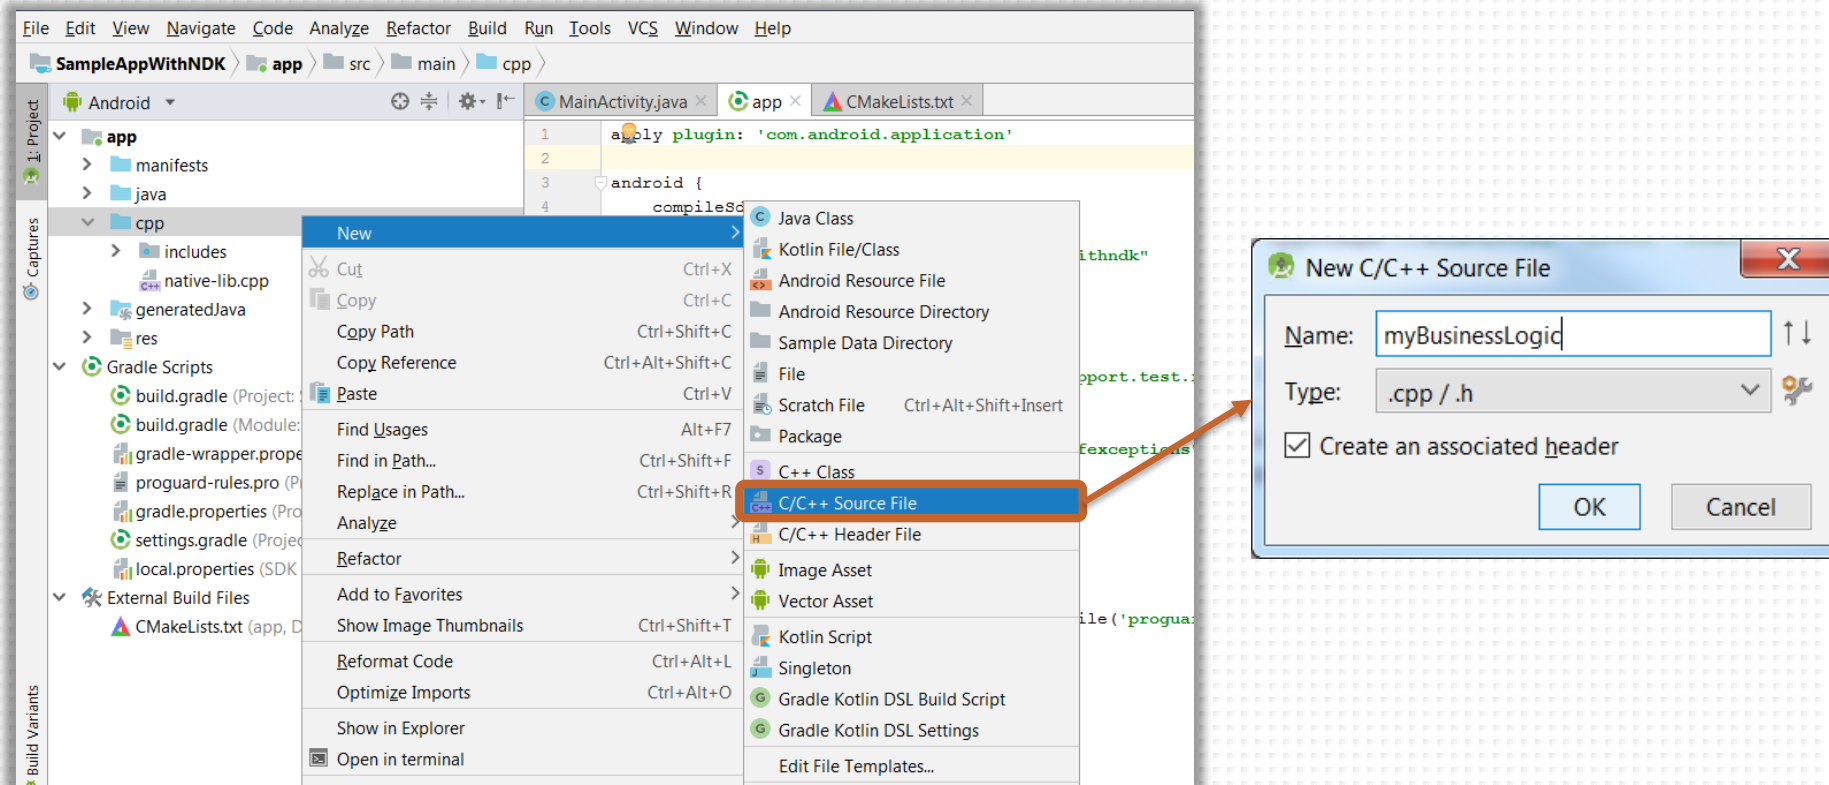 File Edit View Navigate Code Analyze Refactor Build Run Tools VCS Window Help
SampleAppWithNDK app src main cpp
1: Project
Captures
Build Variants
Android
app
manifests
java
cpp
includes
native-lib.cpp
generatedJava
res
Gradle Scripts
build.gradle (Project:
build.gradle (Module:
gradle-wrapper.prope
proguard-rules.pro (P
gradle.properties (Pro
settings.gradle (Projec
local.properties (SDK
External Build Files
CMakeLists.txt (app, D
MainActivity.java app CMakeLists.txt
1 apply plugin: 'com.android.application'
2
3 android {
4 compileSd
ithndk"
pport.test.
fexceptions"
ile('progua
New
Cut Ctrl+X
Copy Ctrl+C
Copy Path Ctrl+Shift+C
Copy Reference Ctrl+Alt+Shift+C
Paste Ctrl+V
Find Usages Alt+F7
Find in Path... Ctrl+Shift+F
Replace in Path... Ctrl+Shift+R
Analyze
Refactor
Add to Favorites
Show Image Thumbnails Ctrl+Shift+T
Reformat Code Ctrl+Alt+L
Optimize Imports Ctrl+Alt+O
Show in Explorer
Open in terminal
Java Class
Kotlin File/Class
Android Resource File
Android Resource Directory
Sample Data Directory
File
Scratch File Ctrl+Alt+Shift+Insert
Package
C++ Class
C/C++ Source File
C/C++ Header File
Image Asset
Vector Asset
Kotlin Script
Singleton
Gradle Kotlin DSL Build Script
Gradle Kotlin DSL Settings
Edit File Templates...
New C/C++ Source File
Name: myBusinessLogic
Type: .cpp / .h
Create an associated header
OK Cancel